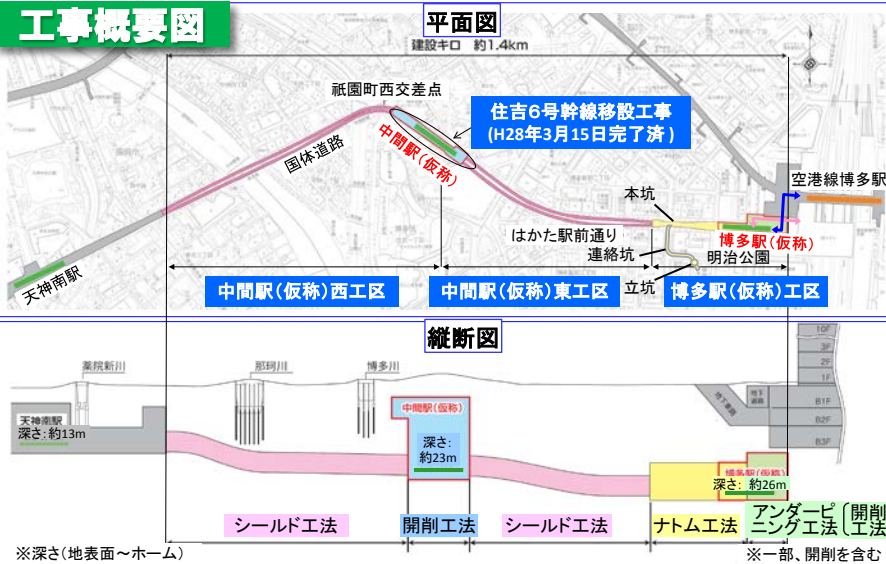 工事概要図
平面図
建設キロ 約1.4km
祇園町西交差点
住吉6号幹線移設工事
(H28年3月15日完了済)
国体道路
中間駅(仮称)
空港線博多駅
本坑
はかた駅前通り
博多駅(仮称)
連絡坑
明治公園
天神南駅
立坑
中間駅(仮称)西工区
中間駅(仮称)東工区
博多駅(仮称)工区
縦断図
10F
3F
2F
1F
B1F
B2F
B3F
薬院新川
那珂川
博多川
地下通路
地下通路
天神南駅
深さ:約13m
中間駅(仮称)
深さ:
約23m
博多駅(仮称)
深さ: 約26m
シールド工法
開削工法
シールド工法
ナトム工法
アンダーピ
ニング工法
開削
工法
※深さ(地表面~ホーム)
※一部、開削を含む